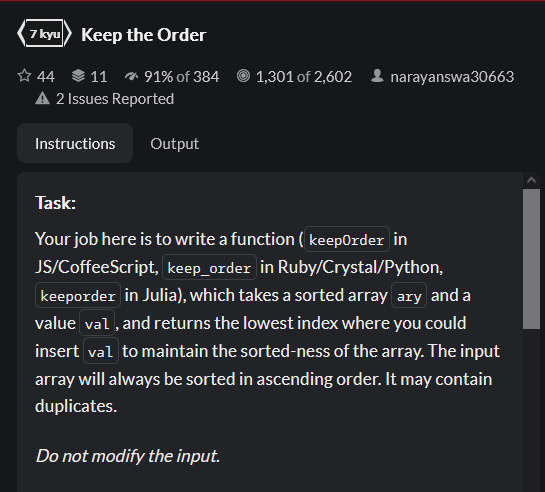 7 kyu Keep the Order
44 11 91% of 384 1,301 of 2,602 narayanswa30663
2 Issues Reported
Instructions Output
Task:
Your job here is to write a function ( keepOrder in
JS/CoffeeScript, keep_order in Ruby/Crystal/Python,
keeporder in Julia), which takes a sorted array ary and a
value val , and returns the lowest index where you could
insert val to maintain the sorted-ness of the array. The input
array will always be sorted in ascending order. It may contain
duplicates.
Do not modify the input.